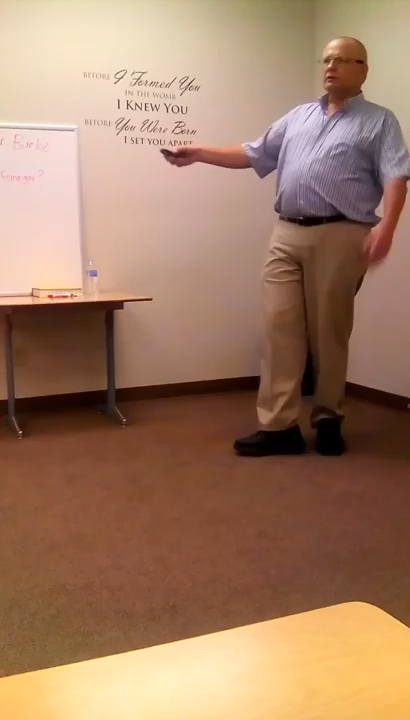 BEFORE I Formed You
IN THE WOMB
I KNEW YOU
BEFORE You Were Born
I SET YOU APART
r Burke